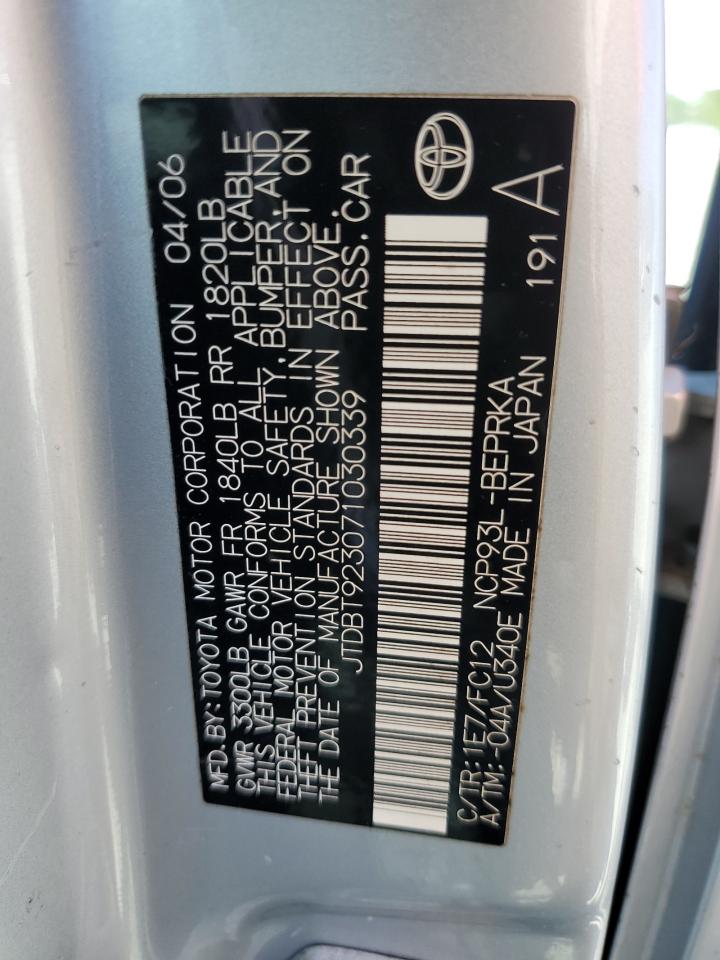 MFD. BY: TOYOTA MOTOR CORPORATION 04/06
GVWR 3300LB GAWR FR 1840LB RR 1820LB
THIS VEHICLE CONFORMS TO ALL APPLICABLE
FEDERAL MOTOR VEHICLE SAFETY, BUMPER, AND
THEFT PREVENTION STANDARDS IN EFFECT ON
THE DATE OF MANUFACTURE SHOWN ABOVE.
JTDBT923071030339 PASS.CAR
C/TR: 1E7/FC12 NCP93L-BEPRKA 191
A/TM: -04A/U340E MADE IN JAPAN A